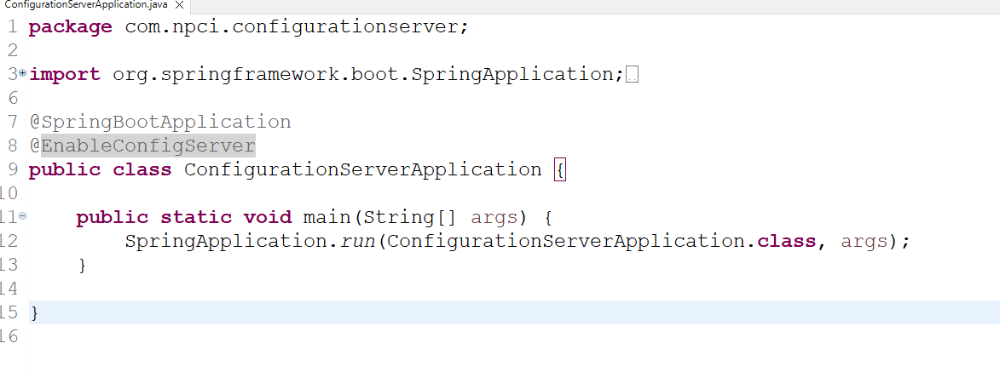 ConfigurationServerApplication.java
1 package com.npci.configurationserver;
2
3 import org.springframework.boot.SpringApplication;
6
7 @SpringBootApplication
8 @EnableConfigServer
9 public class ConfigurationServerApplication {
10
11 public static void main(String[] args) {
12 SpringApplication.run(ConfigurationServerApplication.class, args);
13 }
14
15 }
16